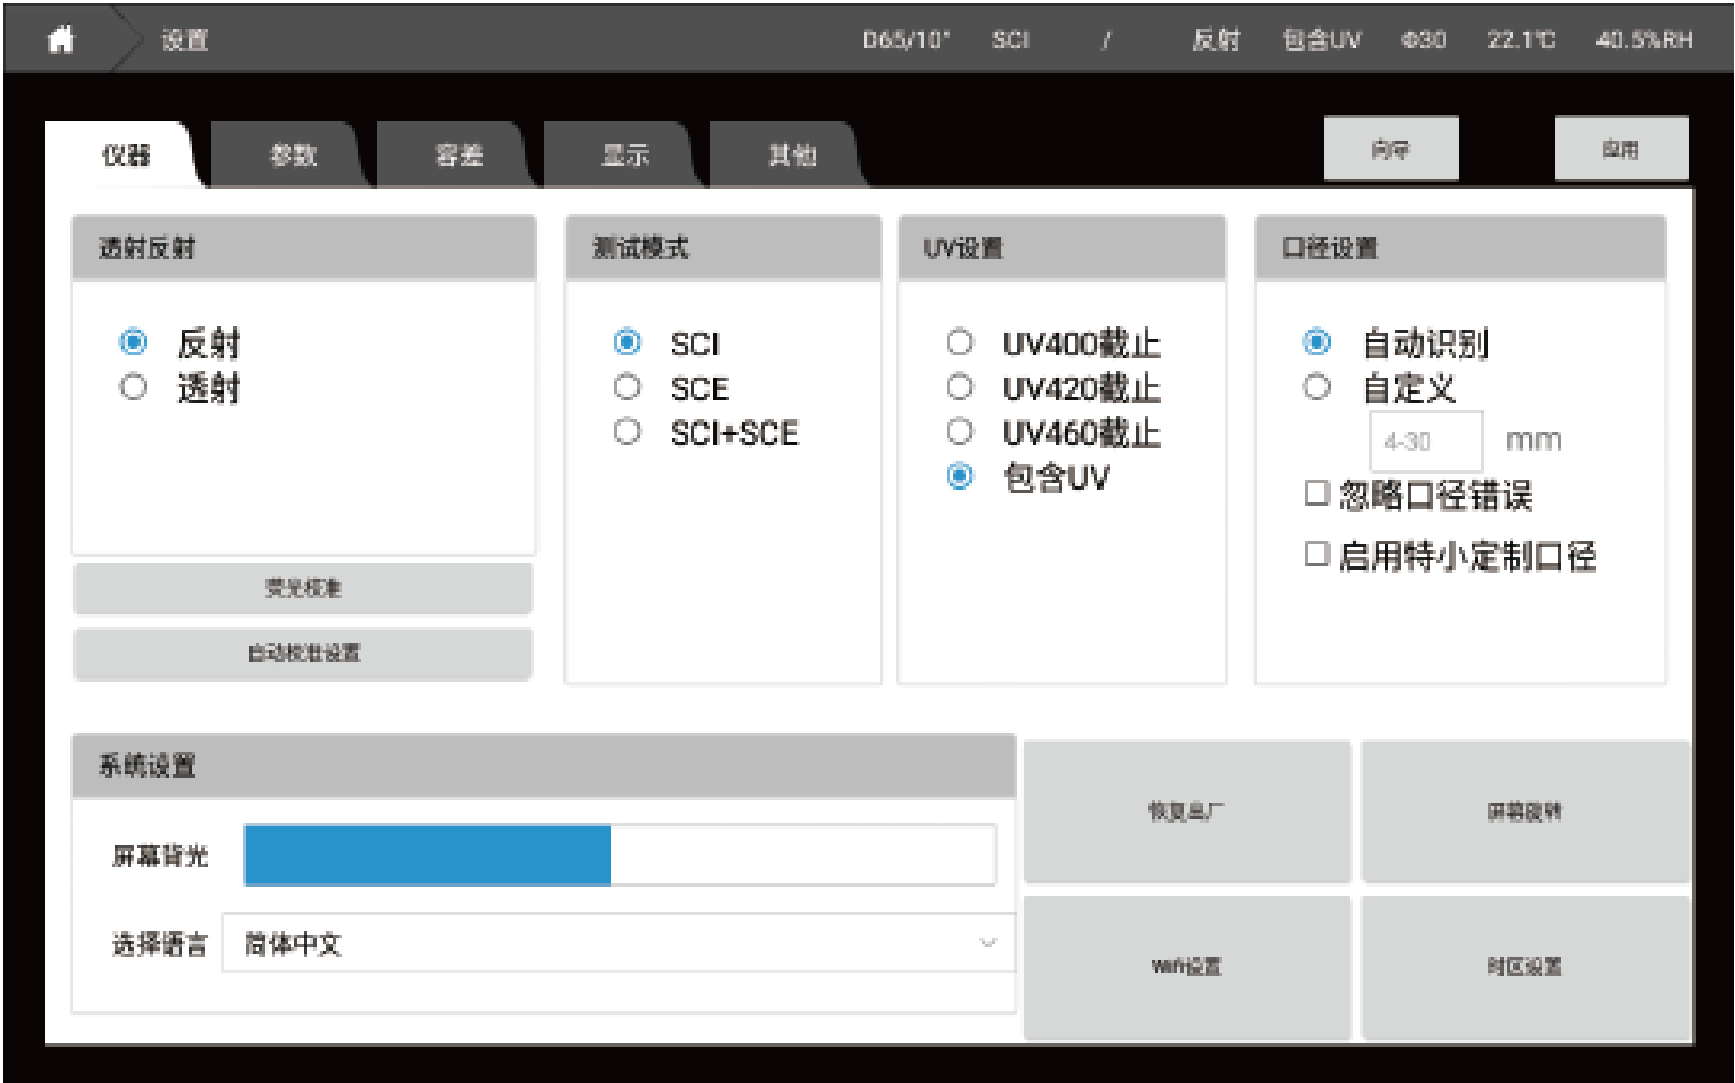 设置 D65/10° SCI / 反射 包含UV Φ30 22.1℃ 40.5%RH
仪器 参数 容差 显示 其他 向导 应用
透射反射
反射
透射
荧光校准
自动校准设置
测试模式
SCI
SCE
SCI+SCE
UV设置
UV400截止
UV420截止
UV460截止
包含UV
口径设置
自动识别
自定义
4-30 mm
忽略口径错误
启用特小定制口径
系统设置
屏幕背光
选择语言 简体中文
恢复出厂 屏幕旋转
Wifi设置 时区设置